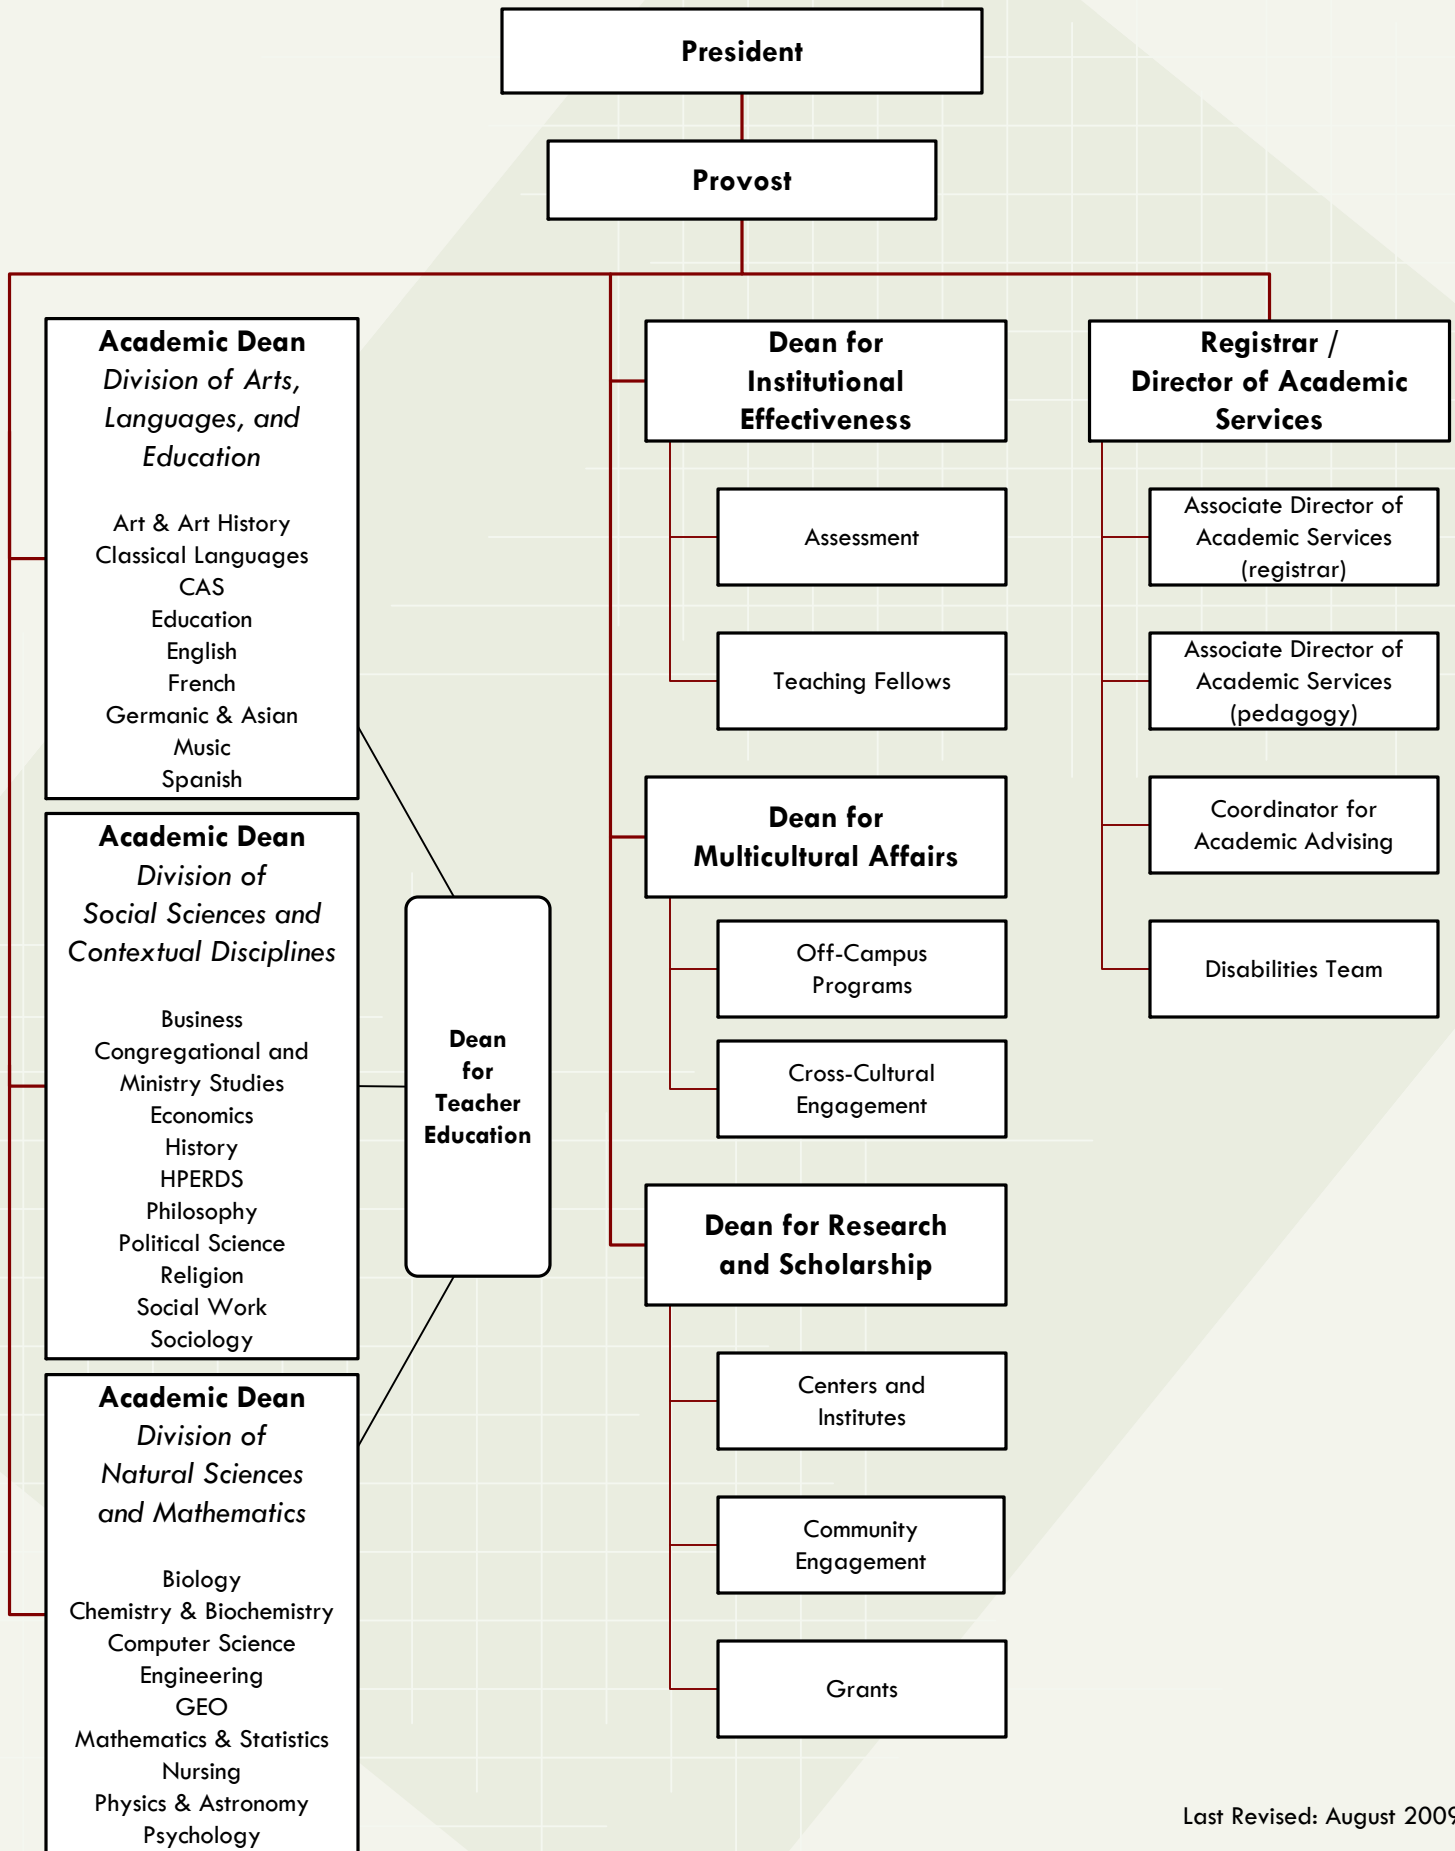 President
Provost
Academic Dean
Division of Arts,
Languages, and
Education
Art & Art History
Classical Languages
CAS
Education
English
French
Germanic & Asian
Music
Spanish
Academic Dean
Division of
Social Sciences and
Contextual Disciplines
Business
Congregational and
Ministry Studies
Economics
History
HPERDS
Philosophy
Political Science
Religion
Social Work
Sociology
Academic Dean
Division of
Natural Sciences
and Mathematics
Biology
Chemistry & Biochemistry
Computer Science
Engineering
GEO
Mathematics & Statistics
Nursing
Physics & Astronomy
Psychology
Dean
for
Teacher
Education
Dean for
Institutional
Effectiveness
Assessment
Teaching Fellows
Dean for
Multicultural Affairs
Off-Campus
Programs
Cross-Cultural
Engagement
Dean for Research
and Scholarship
Centers and
Institutes
Community
Engagement
Grants
Registrar /
Director of Academic
Services
Associate Director of
Academic Services
(registrar)
Associate Director of
Academic Services
(pedagogy)
Coordinator for
Academic Advising
Disabilities Team
Last Revised: August 2009